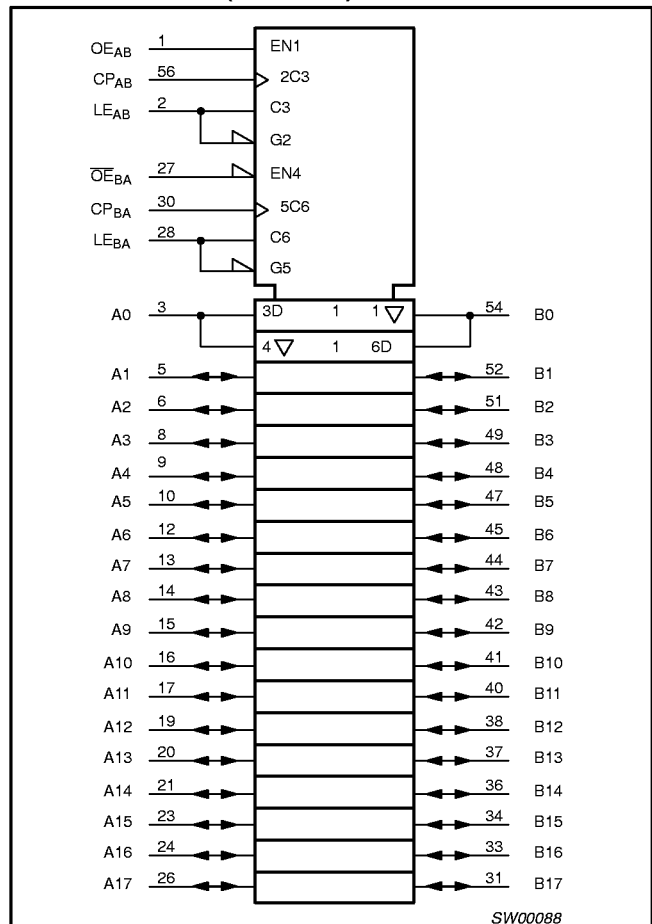 OEAB 1 EN1
CPAB 56 2C3
LEAB 2 C3
G2
OEBA 27 EN4
CPBA 30 5C6
LEBA 28 C6
G5
A0 3 3D 1 1 54 B0
4 1 6D
A1 5 52 B1
A2 6 51 B2
A3 8 49 B3
A4 9 48 B4
A5 10 47 B5
A6 12 45 B6
A7 13 44 B7
A8 14 43 B8
A9 15 42 B9
A10 16 41 B10
A11 17 40 B11
A12 19 38 B12
A13 20 37 B13
A14 21 36 B14
A15 23 34 B15
A16 24 33 B16
A17 26 31 B17
SW00088